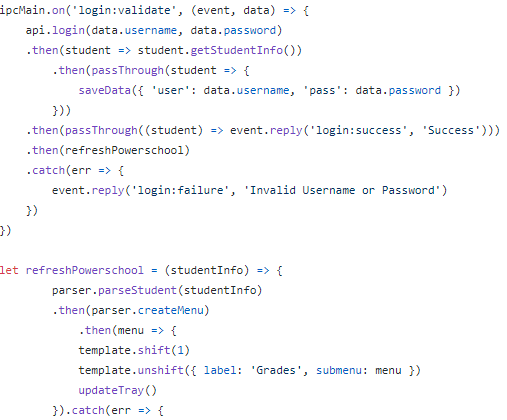 ipcMain.on('login:validate', (event, data) => {
    api.login(data.username, data.password)
    .then(student => student.getStudentInfo())
        .then(passThrough(student => {
            saveData({ 'user': data.username, 'pass': data.password })
        }))
    .then(passThrough((student) => event.reply('login:success', 'Success')))
    .then(refreshPowerschool)
    .catch(err => {
        event.reply('login:failure', 'Invalid Username or Password')
    })
})
let refreshPowerschool = (studentInfo) => {
        parser.parseStudent(studentInfo)
        .then(parser.createMenu)
            .then(menu => {
            template.shift(1)
            template.unshift({ label: 'Grades', submenu: menu })
            updateTray()
        }).catch(err => {